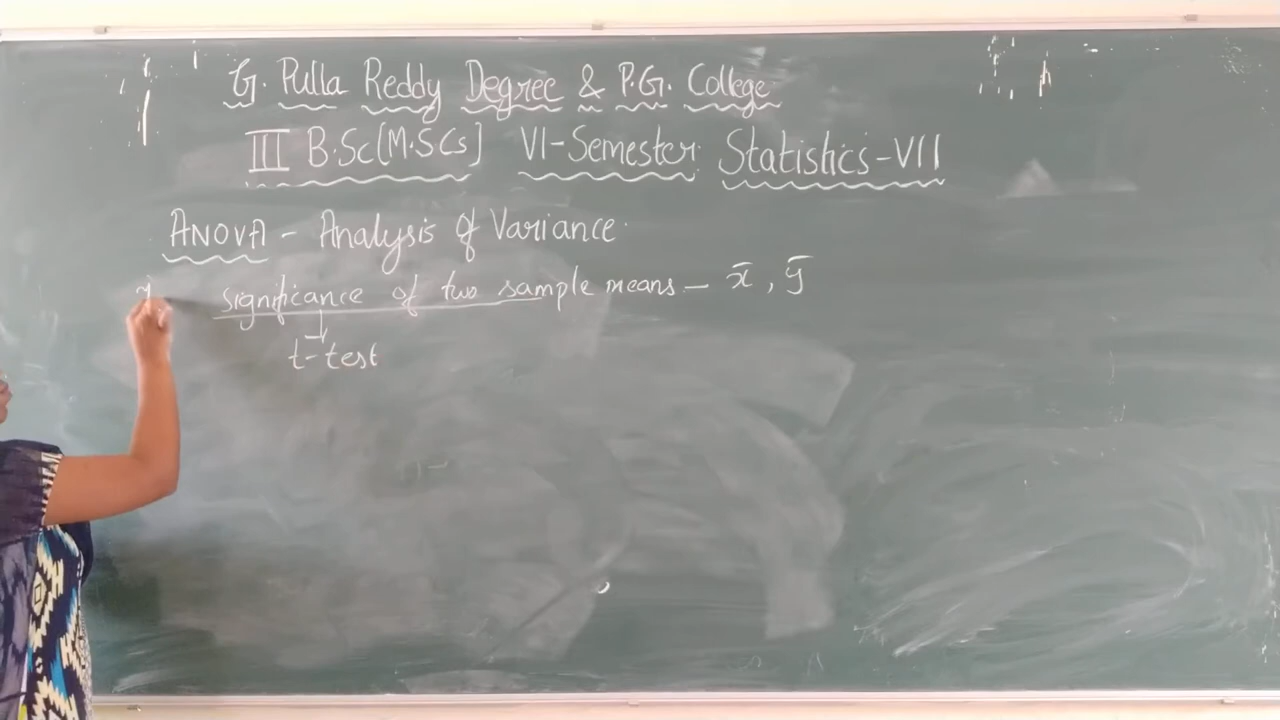 G. Pulla Reddy Degree & P.G. College
III B.Sc(M.SCs) VI-Semester Statistics-VII
ANOVA - Analysis of Variance.
significance of two sample means - x̄, ȳ
↓
t-test